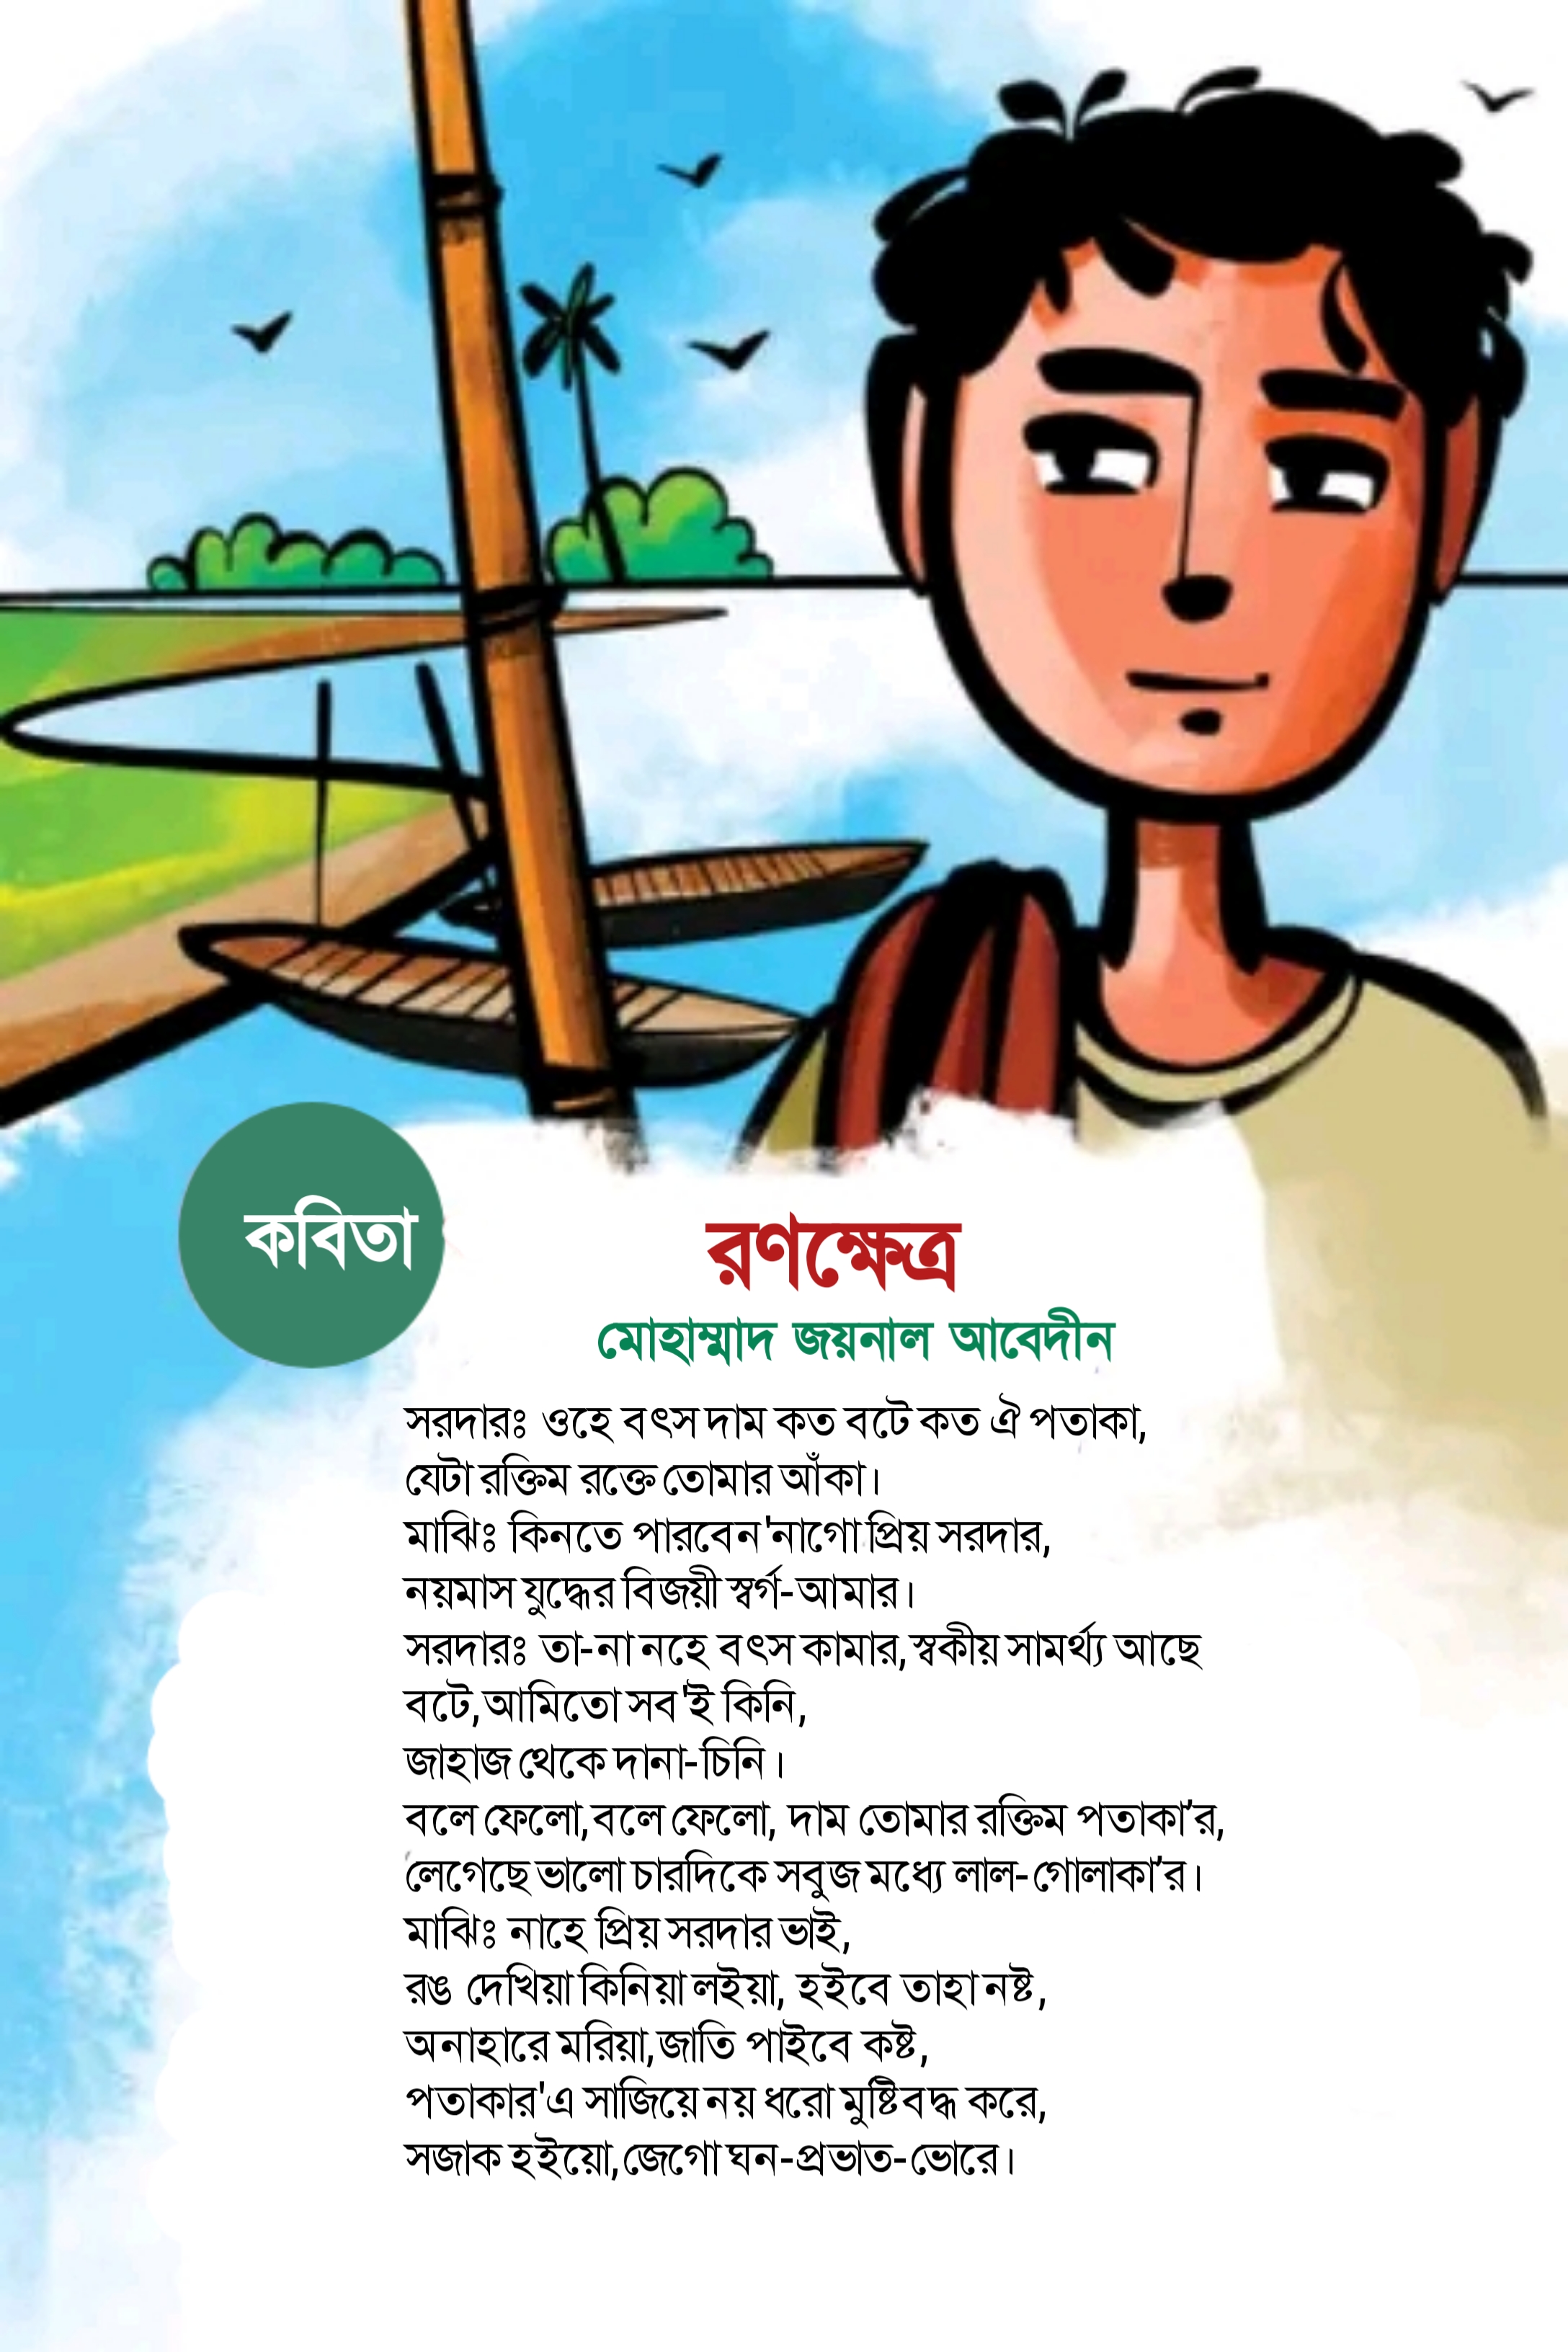 কবিতা
রণক্ষেত্র
মোহাম্মাদ জয়নাল আবেদীন
সরদারঃ ওহে বৎস দাম কত বটে কত ঐ পতাকা,
যেটা রক্তিম রক্তে তোমার আঁকা।
মাঝিঃ কিনতে পারবেন'নাগো প্রিয় সরদার,
নয়মাস যুদ্ধের বিজয়ী স্বর্গ-আমার।
সরদারঃ তা-না নহে বৎস কামার,স্বকীয় সামর্থ্য আছে
বটে,আমিতো সব'ই কিনি,
জাহাজ থেকে দানা-চিনি।
বলে ফেলো,বলে ফেলো, দাম তোমার রক্তিম পতাকা’র,
লেগেছে ভালো চারদিকে সবুজ মধ্যে লাল-গোলাকা’র।
মাঝিঃ নাহে প্রিয় সরদার ভাই,
রঙ দেখিয়া কিনিয়া লইয়া, হইবে তাহা নষ্ট,
অনাহারে মরিয়া,জাতি পাইবে কষ্ট,
পতাকার'এ সাজিয়ে নয় ধরো মুষ্টিবদ্ধ করে,
সজাক হইয়ো,জেগো ঘন-প্রভাত-ভোরে।